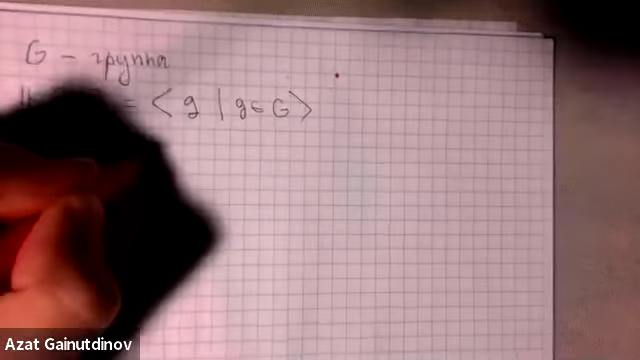 G – группа
= < g | g ∈ G >
Azat Gainutdinov